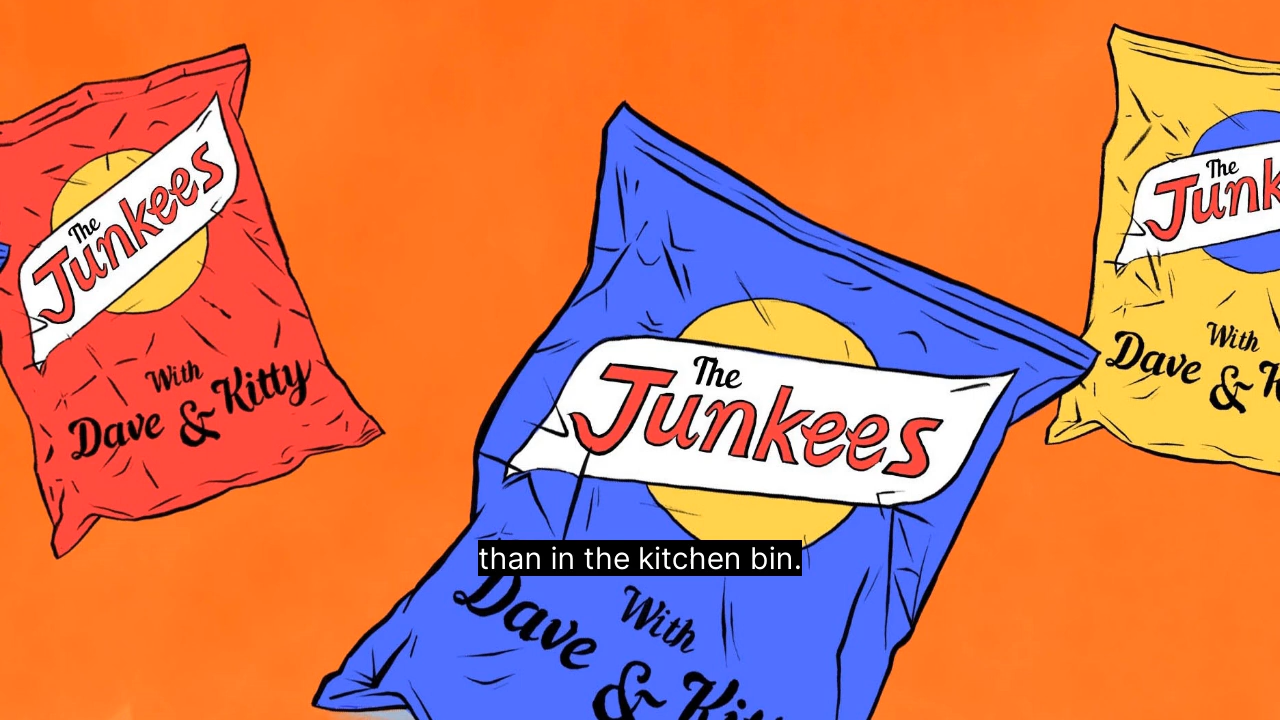 The
Junkees
With
Dave & Kitty
The
Junkees
With
Dave &
The
Junk
With
Dave &
than in the kitchen bin.